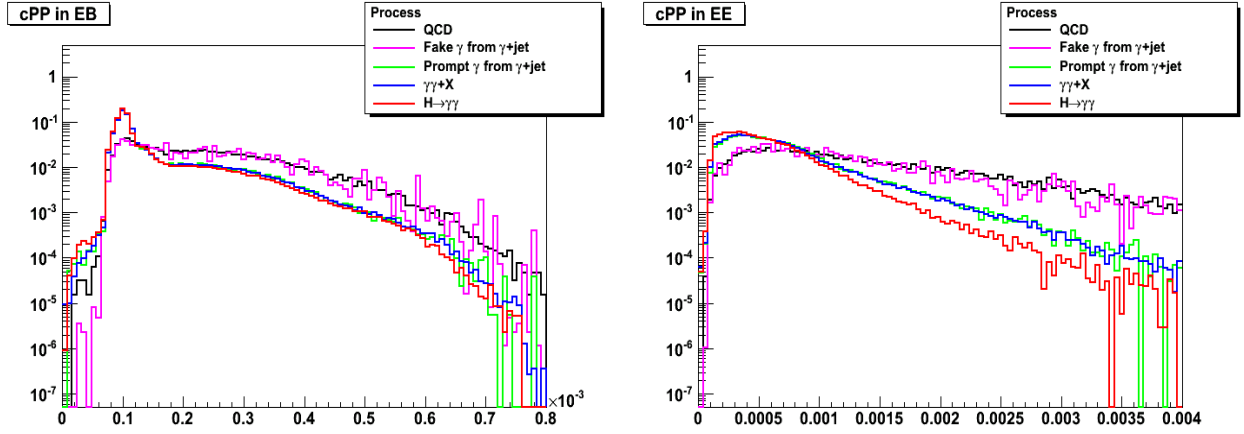 cPP in EB
Process
QCD
Fake γ from γ+jet
Prompt γ from γ+jet
γγ+X
H→γγ
1
10⁻¹
10⁻²
10⁻³
10⁻⁴
10⁻⁵
10⁻⁶
10⁻⁷
0 0.1 0.2 0.3 0.4 0.5 0.6 0.7 0.8
×10⁻³
cPP in EE
Process
QCD
Fake γ from γ+jet
Prompt γ from γ+jet
γγ+X
H→γγ
1
10⁻¹
10⁻²
10⁻³
10⁻⁴
10⁻⁵
10⁻⁶
10⁻⁷
0 0.0005 0.001 0.0015 0.002 0.0025 0.003 0.0035 0.004